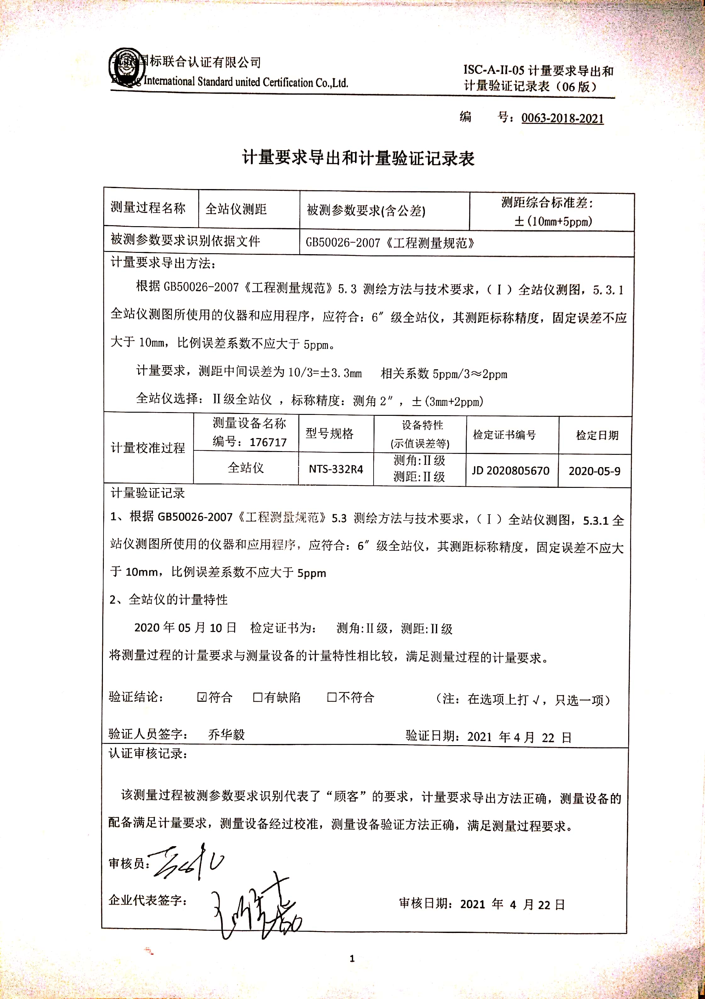 国标联合认证有限公司
International Standard united Certification Co.,Ltd.
ISC-A-II-05 计量要求导出和
计量验证记录表（06 版）
编 号：0063-2018-2021
计量要求导出和计量验证记录表
测量过程名称 全站仪测距 被测参数要求(含公差) 测距综合标准差：
±(10mm+5ppm)
被测参数要求识别依据文件 GB50026-2007《工程测量规范》
计量要求导出方法：
根据 GB50026-2007《工程测量规范》5.3 测绘方法与技术要求，（Ⅰ）全站仪测图，5.3.1
全站仪测图所使用的仪器和应用程序，应符合：6″ 级全站仪，其测距标称精度，固定误差不应
大于 10mm，比例误差系数不应大于 5ppm。
计量要求，测距中间误差为 10/3=±3.3mm 相关系数 5ppm/3≈2ppm
全站仪选择：Ⅱ级全站仪 ，标称精度：测角 2″ ，±(3mm+2ppm)
计量校准过程
测量设备名称
编号：176717
型号规格
设备特性
(示值误差等)
检定证书编号
检定日期
全站仪
NTS-332R4
测角:Ⅱ级
测距:Ⅱ级
JD 2020805670
2020-05-9
计量验证记录
1、根据 GB50026-2007《工程测量规范》5.3 测绘方法与技术要求，（Ⅰ）全站仪测图，5.3.1 全
站仪测图所使用的仪器和应用程序，应符合：6″ 级全站仪，其测距标称精度，固定误差不应大
于 10mm，比例误差系数不应大于 5ppm
2、全站仪的计量特性
2020 年 05 月 10 日 检定证书为： 测角:Ⅱ级，测距:Ⅱ级
将测量过程的计量要求与测量设备的计量特性相比较，满足测量过程的计量要求。
验证结论： ☑符合 □有缺陷 □不符合 （注：在选项上打 √，只选一项）
验证人员签字： 乔华毅 验证日期：2021 年 4 月 22 日
认证审核记录：
该测量过程被测参数要求识别代表了“顾客”的要求，计量要求导出方法正确，测量设备的
配备满足计量要求，测量设备经过校准，测量设备验证方法正确，满足测量过程要求。
审核员：
企业代表签字： 审核日期：2021 年 4 月 22 日
1